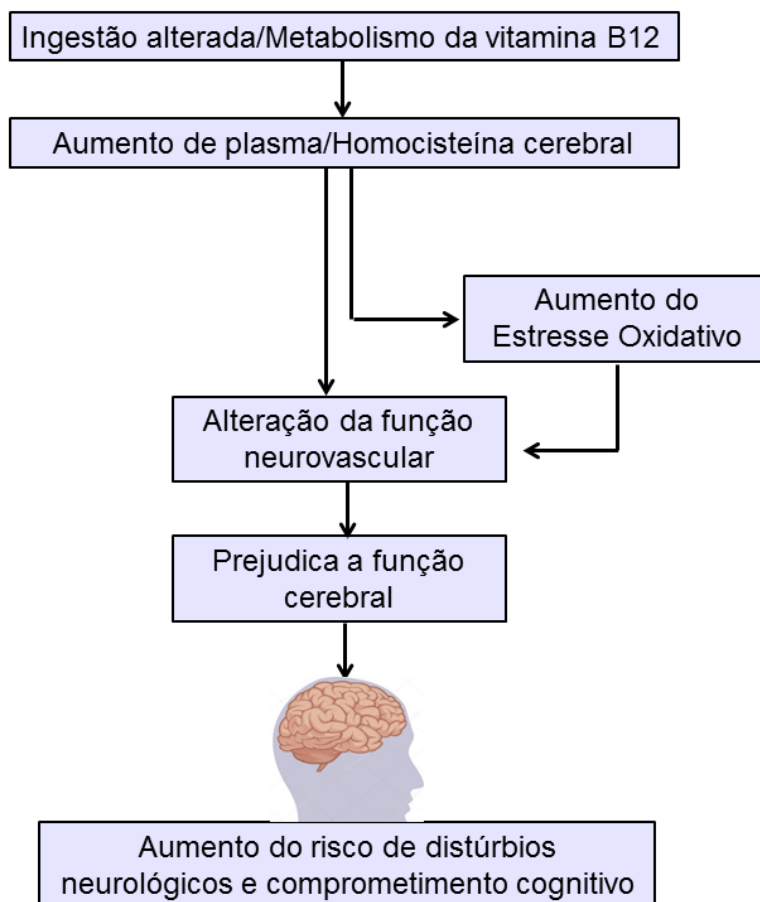 Ingestão alterada/Metabolismo da vitamina B12
Aumento de plasma/Homocisteína cerebral
Aumento do
Estresse Oxidativo
Alteração da função
neurovascular
Prejudica a função
cerebral
Aumento do risco de distúrbios
neurológicos e comprometimento cognitivo